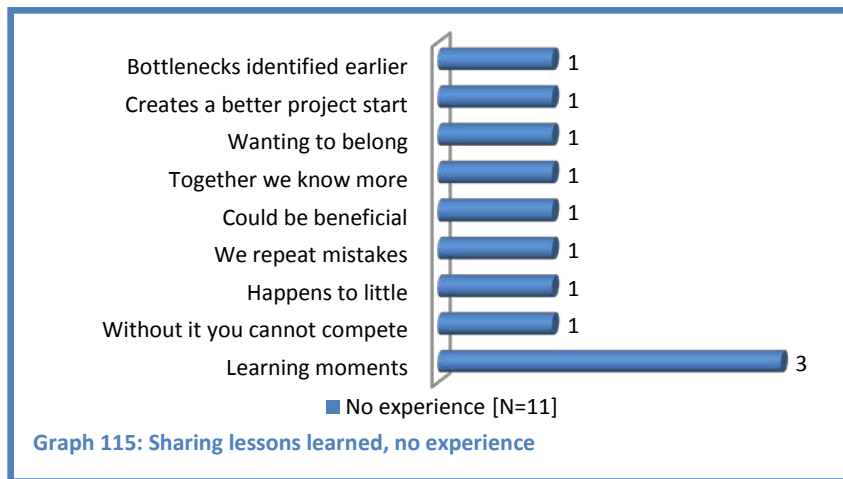 Bottlenecks identified earlier 1
Creates a better project start 1
Wanting to belong 1
Together we know more 1
Could be beneficial 1
We repeat mistakes 1
Happens to little 1
Without it you cannot compete 1
Learning moments 3
No experience [N=11]
Graph 115: Sharing lessons learned, no experience